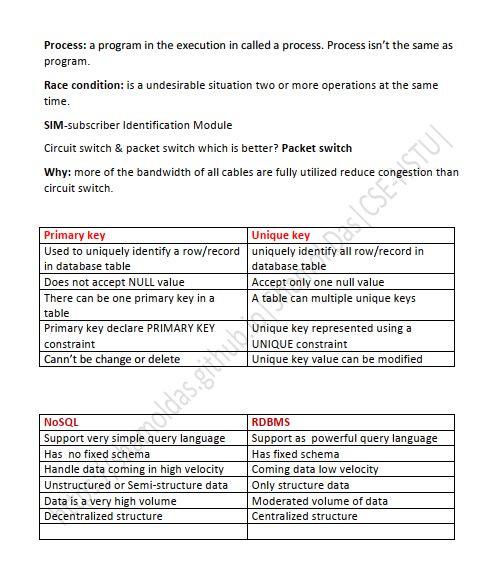 Process: a program in the execution in called a process. Process isn't the same as
program.
Race condition: is a undesirable situation two or more operations at the same
time.
SIM-subscriber Identification Module
Circuit switch & packet switch which is better? Packet switch
Why: more of the bandwidth of all cables are fully utilized reduce congestion than
circuit switch.
Primary key
Unique key
Used to uniquely identify a row/record
in database table
uniquely identify all row/record in
database table
Does not accept NULL value
Accept only one null value
There can be one primary key in a
table
A table can multiple unique keys
Primary key declare PRIMARY KEY
constraint
Unique key represented using a
UNIQUE constraint
Cann't be change or delete
Unique key value can be modified
NoSQL
RDBMS
Support very simple query language
Support as powerful query language
Has no fixed schema
Has fixed schema
Handle data coming in high velocity
Coming data low velocity
Unstructured or Semi-structure data
Only structure data
Data is a very high volume
Moderated volume of data
Decentralized structure
Centralized structure